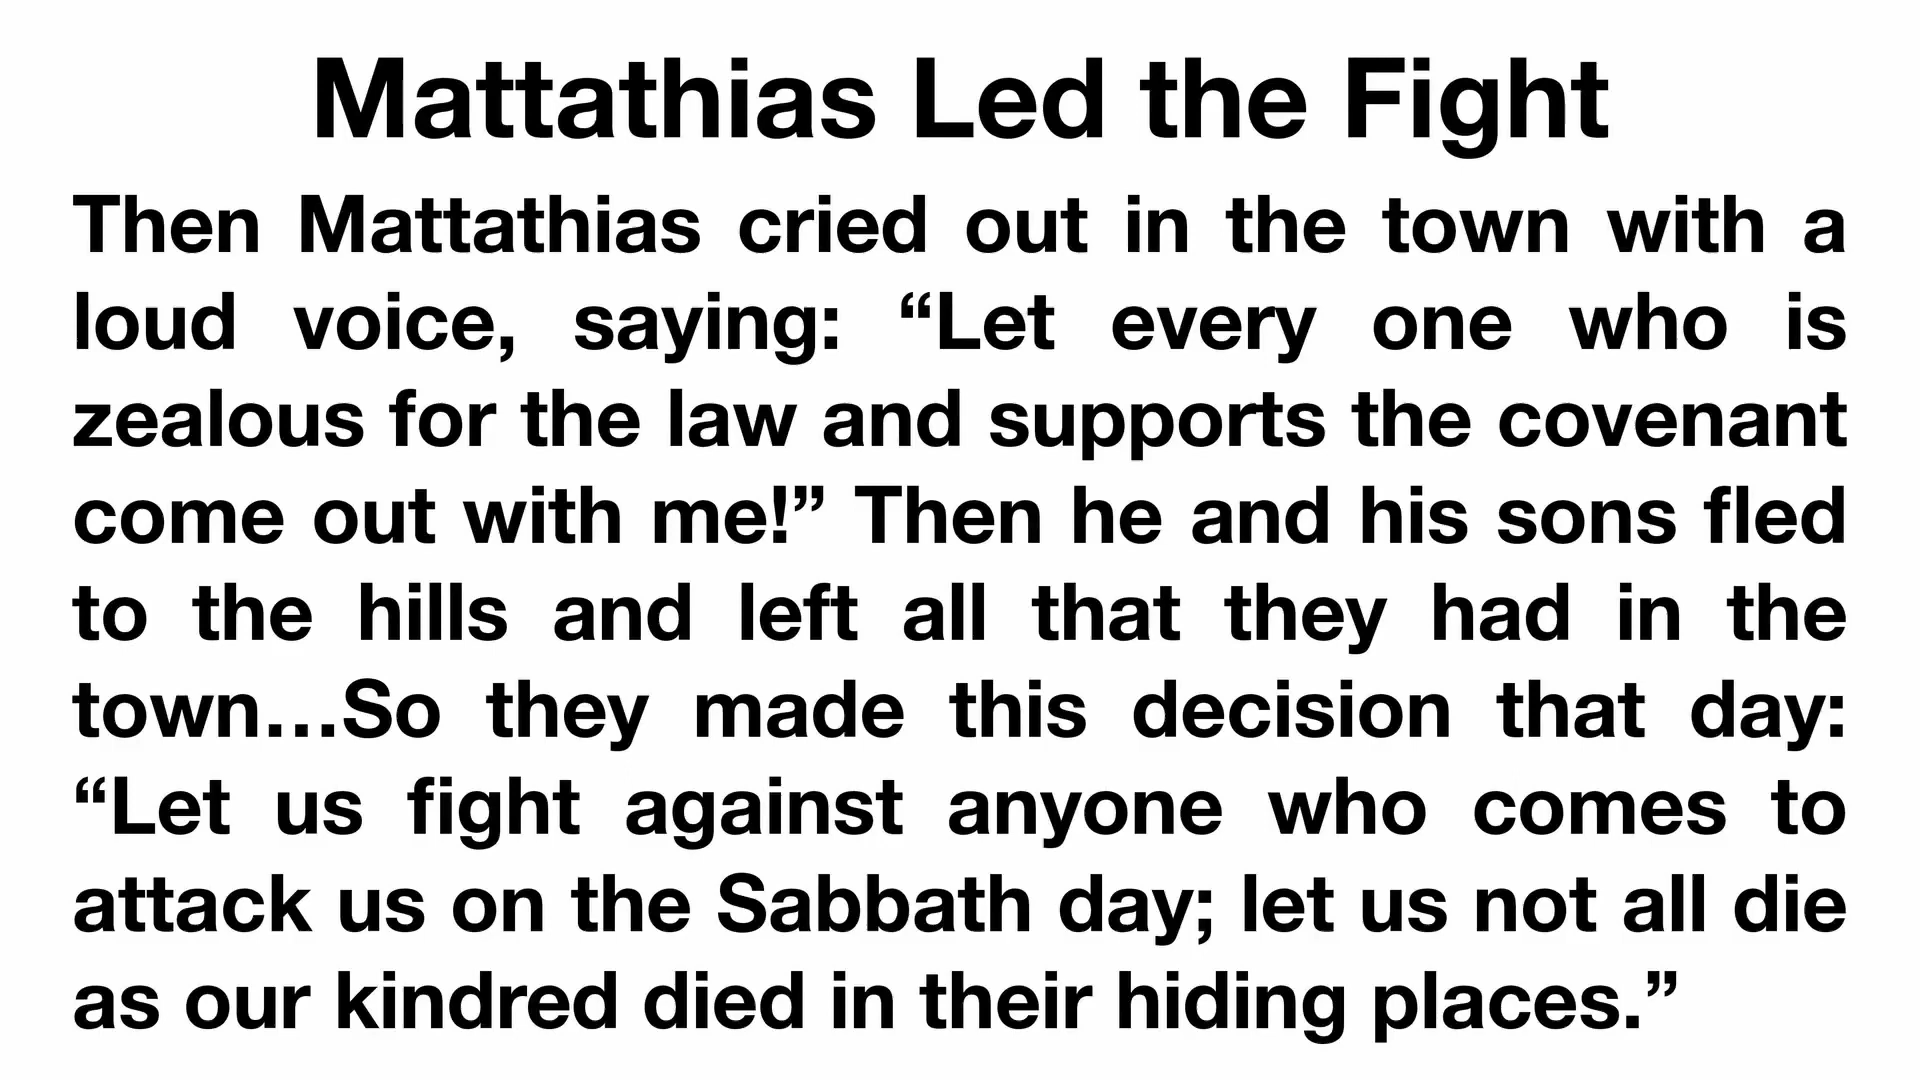 Mattathias Led the Fight
Then Mattathias cried out in the town with a
loud voice, saying: “Let every one who is
zealous for the law and supports the covenant
come out with me!” Then he and his sons fled
to the hills and left all that they had in the
town…So they made this decision that day:
“Let us fight against anyone who comes to
attack us on the Sabbath day; let us not all die
as our kindred died in their hiding places.”